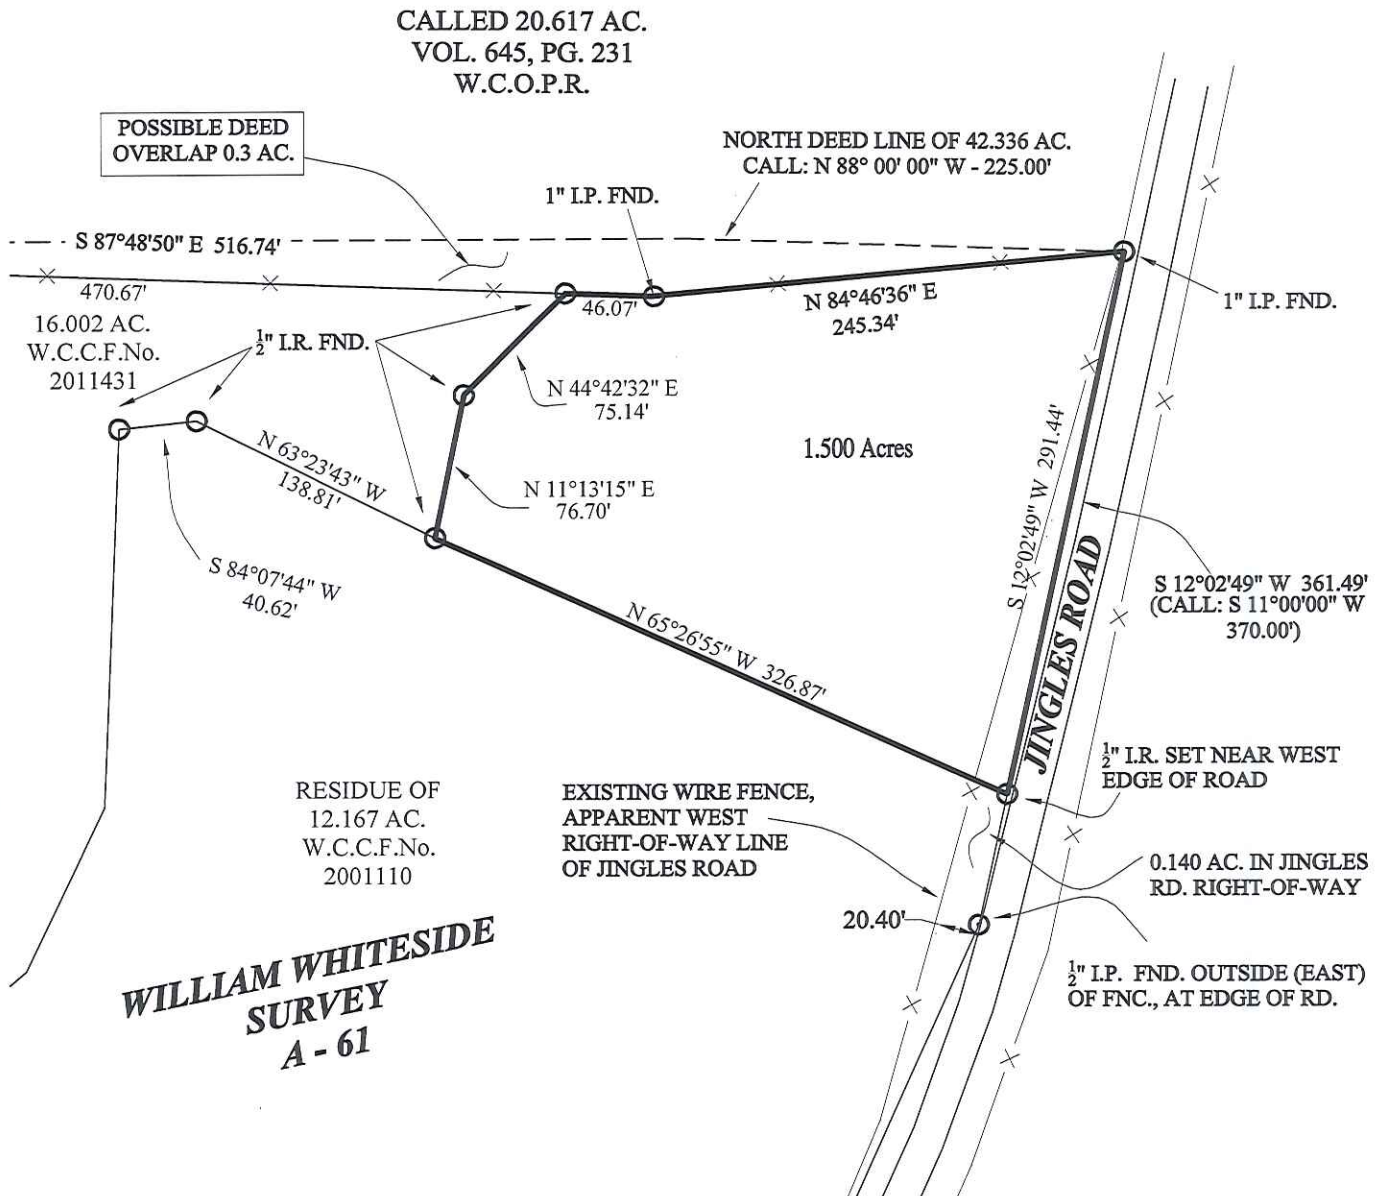 CALLED 20.617 AC.
VOL. 645, PG. 231
W.C.O.P.R.
POSSIBLE DEED
OVERLAP 0.3 AC.
NORTH DEED LINE OF 42.336 AC.
CALL: N 88° 00' 00" W - 225.00'
1" I.P. FND.
S 87°48'50" E 516.74'
470.67'
46.07'
N 84°46'36" E
245.34'
1" I.P. FND.
16.002 AC.
W.C.C.F.No.
2011431
½" I.R. FND.
N 44°42'32" E
75.14'
1.500 Acres
N 63°23'43" W
138.81'
N 11°13'15" E
76.70'
S 12°02'49" W 291.44'
S 84°07'44" W
40.62'
S 12°02'49" W 361.49'
(CALL: S 11°00'00" W
370.00')
JINGLES ROAD
N 65°26'55" W 326.87'
½" I.R. SET NEAR WEST
EDGE OF ROAD
RESIDUE OF
12.167 AC.
W.C.C.F.No.
2001110
EXISTING WIRE FENCE,
APPARENT WEST
RIGHT-OF-WAY LINE
OF JINGLES ROAD
0.140 AC. IN JINGLES
RD. RIGHT-OF-WAY
20.40'
WILLIAM WHITESIDE
SURVEY
A - 61
½" I.P. FND. OUTSIDE (EAST)
OF FNC., AT EDGE OF RD.